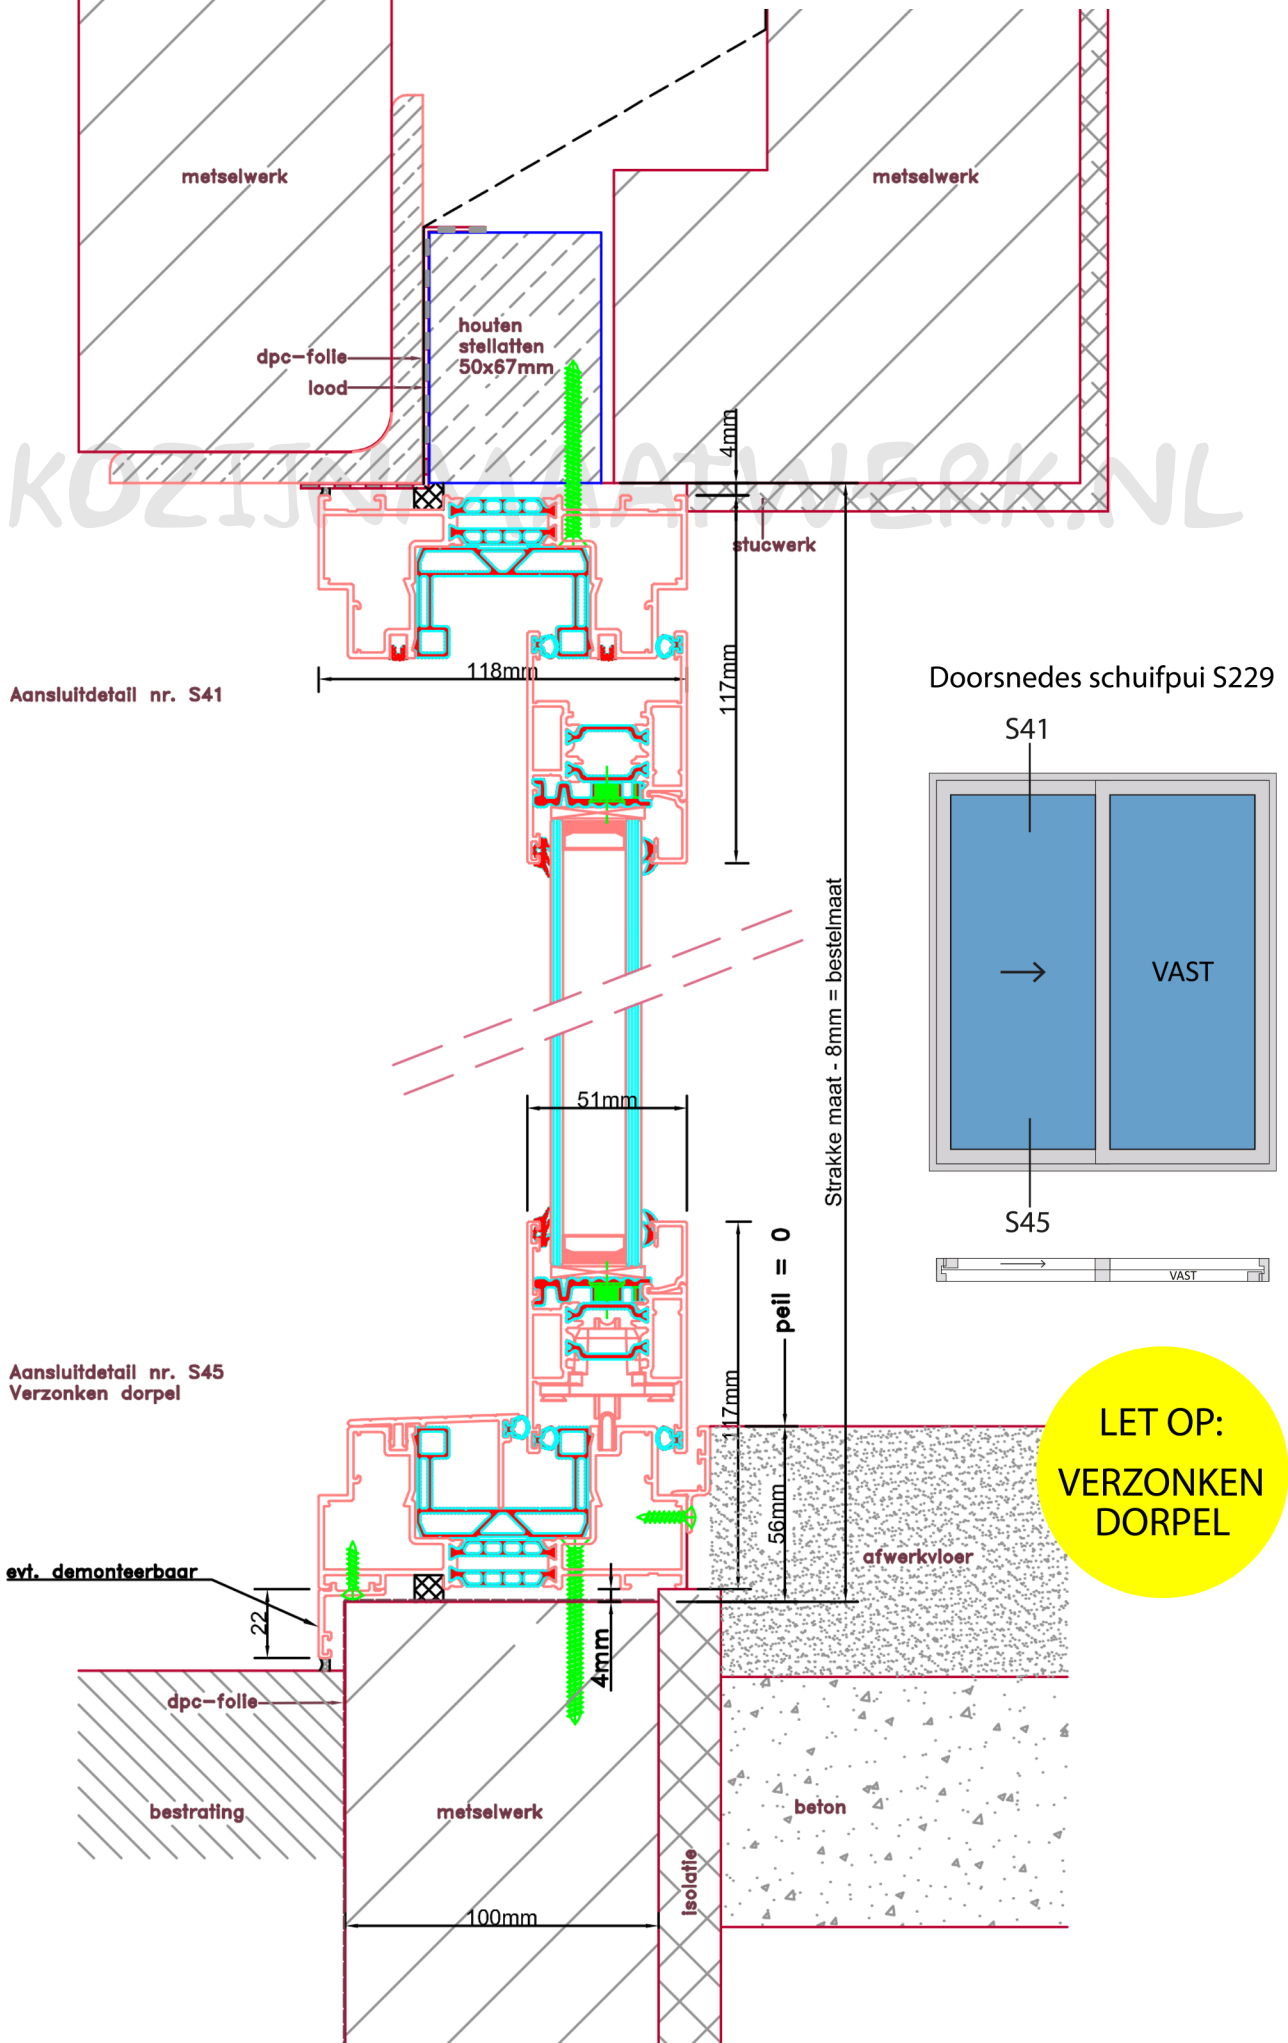 metselwerk
metselwerk
houten
stellatten
50x67mm
dpc-folie
lood
4mm
KOZIJNMAATWERK.NL
stucwerk
118mm
117mm
Aansluitdetail nr. S41
Doorsnedes schuifpui S229
S41
VAST
Strakke maat - 8mm = bestelmaat
51mm
S45
VAST
peil = 0
Aansluitdetail nr. S45
Verzonken dorpel
117mm
LET OP:
VERZONKEN
DORPEL
56mm
afwerkvloer
evt. demonteerbaar
22
4mm
dpc-folie
bestrating
metselwerk
beton
isolatie
100mm